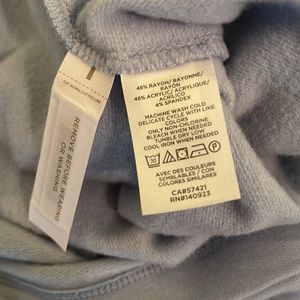 48% RAYON/ RAYONNE/
RAYON
48% ACRYLIC/ ACRYLIQUE/
ACRILICO
4% SPANDEX
MACHINE WASH COLD
DELICATE CYCLE WITH LIKE
COLORS
ONLY NON-CHLORINE
BLEACH WHEN NEEDED
TUMBLE DRY LOW
COOL IRON WHEN NEEDED
AVEC DES COULEURS
SEMBLABLES / CON
COLORES SIMILARES
CA#57421
RN#140923
REMOVE BEFORE WEARING
OR WASHING